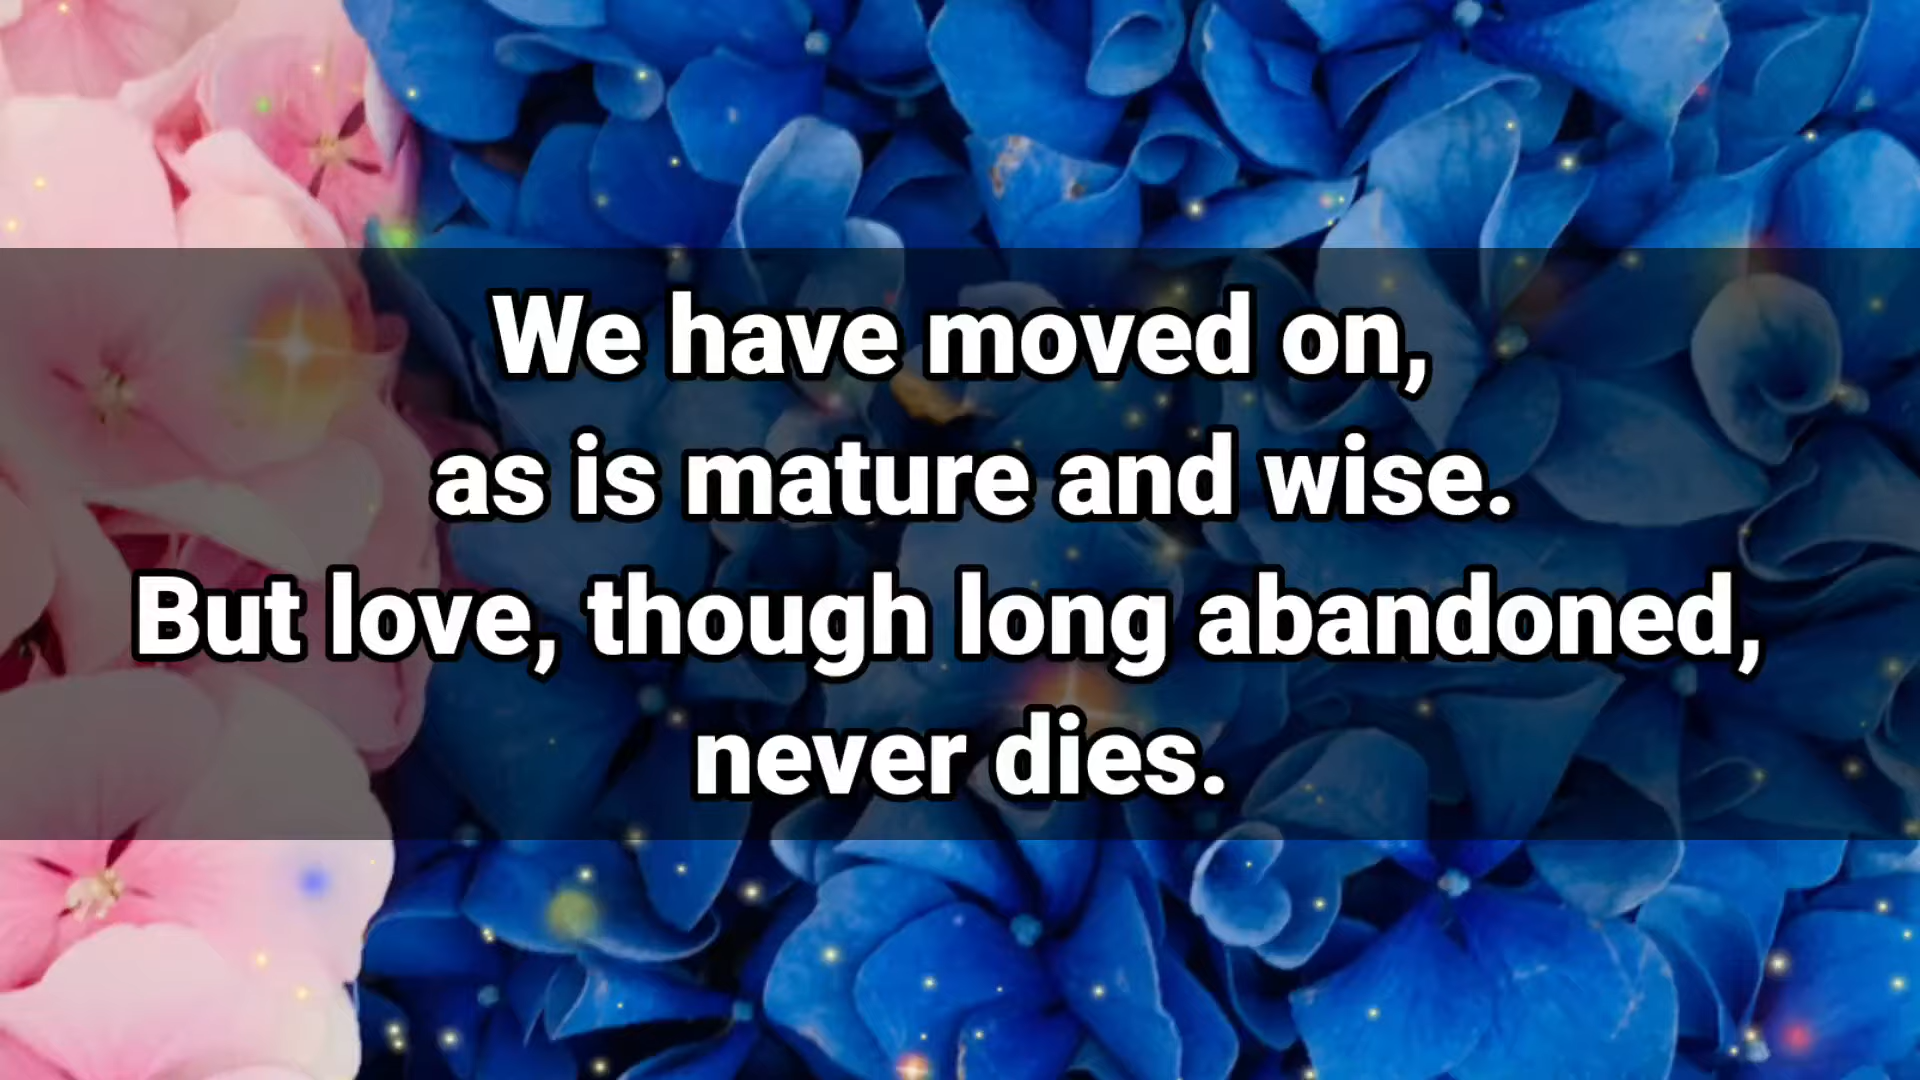 We have moved on,
as is mature and wise.
But love, though long abandoned,
never dies.